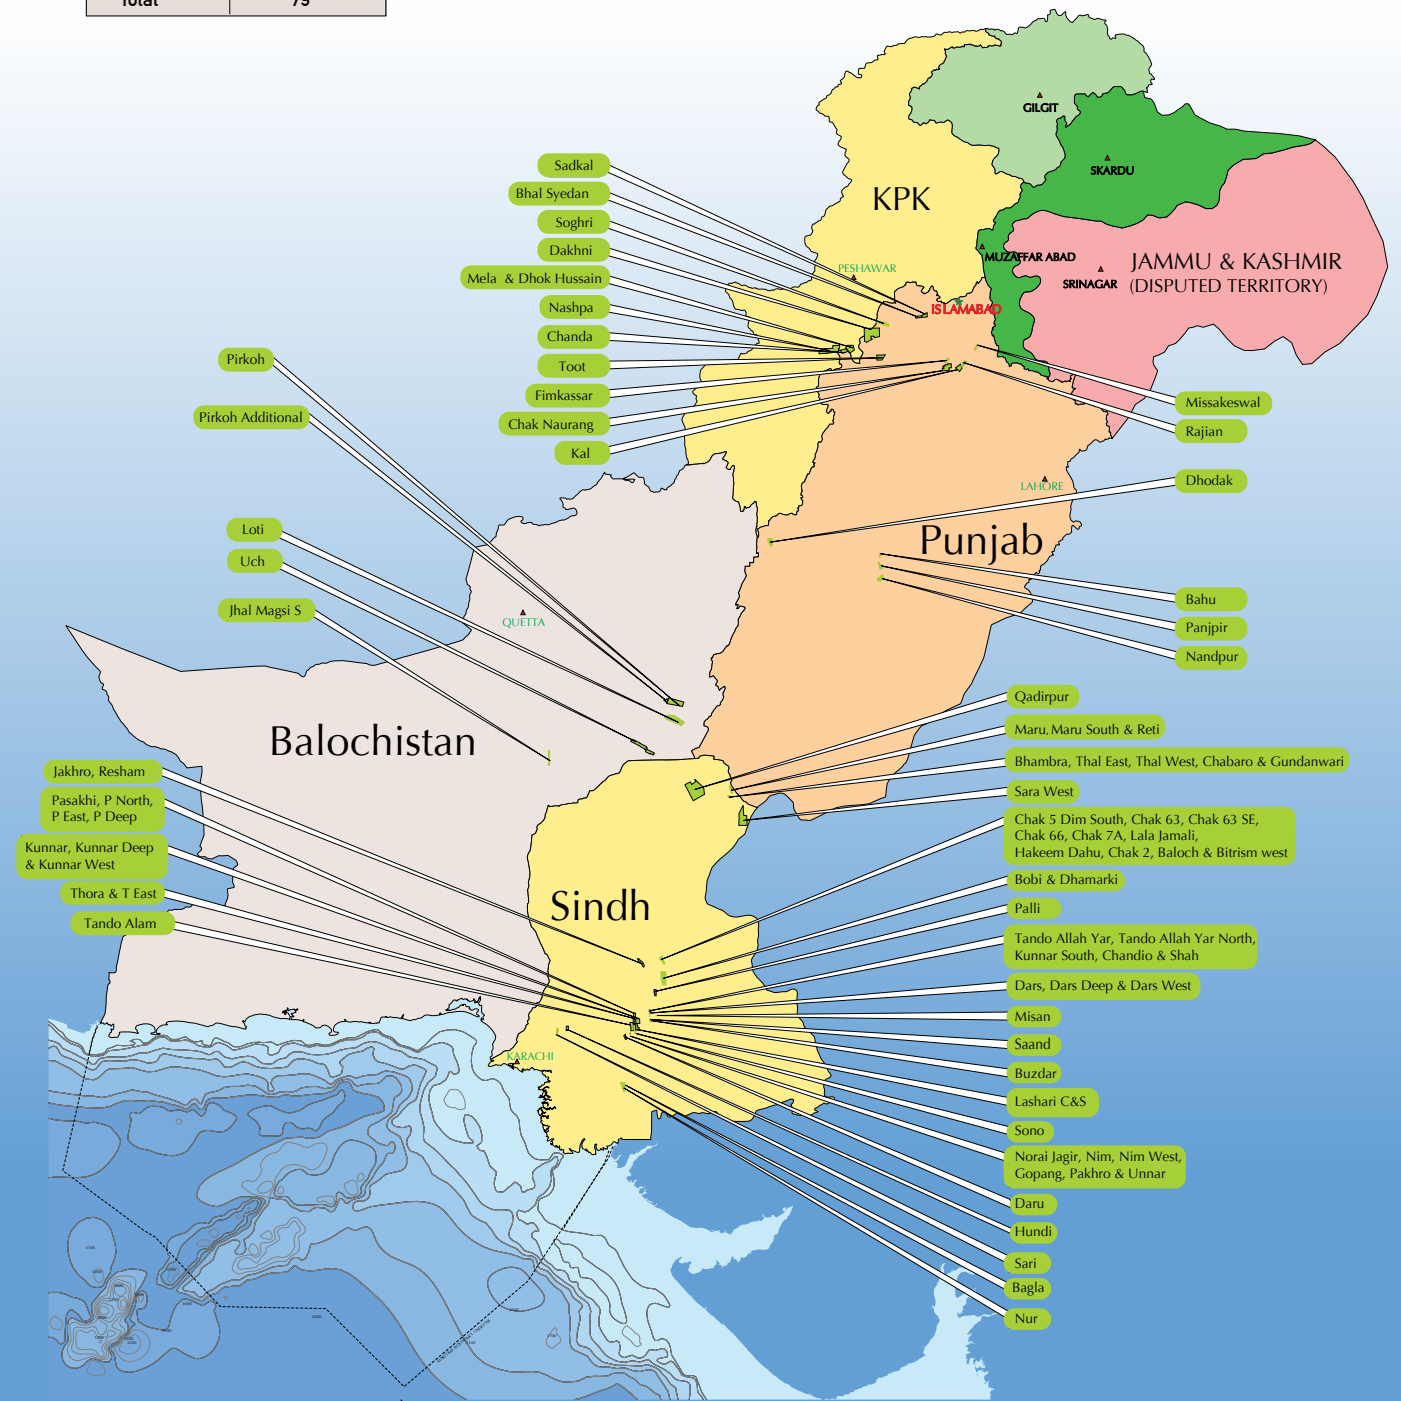 Total 79
GILGIT
SKARDU
KPK
MUZAFFAR ABAD
JAMMU & KASHMIR
(DISPUTED TERRITORY)
SRINAGAR
PESHAWAR
ISLAMABAD
Sadkal
Bhal Syedan
Soghri
Dakhni
Mela & Dhok Hussain
Nashpa
Chanda
Toot
Fimkassar
Chak Naurang
Kal
Pirkoh
Pirkoh Additional
Loti
Uch
Jhal Magsi S
Missakeswal
Rajian
Dhodak
LAHORE
Punjab
QUETTA
Bahu
Panjpir
Nandpur
Balochistan
Qadirpur
Maru, Maru South & Reti
Bhambra, Thal East, Thal West, Chabaro & Gundanwari
Sara West
Chak 5 Dim South, Chak 63, Chak 63 SE,
Chak 66, Chak 7A, Lala Jamali,
Hakeem Dahu, Chak 2, Baloch & Bitrism west
Bobi & Dhamarki
Palli
Tando Allah Yar, Tando Allah Yar North,
Kunnar South, Chandio & Shah
Dars, Dars Deep & Dars West
Misan
Saand
Buzdar
Lashari C&S
Sono
Norai Jagir, Nim, Nim West,
Gopang, Pakhro & Unnar
Daru
Hundi
Sari
Bagla
Nur
Jakhro, Resham
Pasakhi, P North,
P East, P Deep
Kunnar, Kunnar Deep
& Kunnar West
Thora & T East
Tando Alam
Sindh
KARACHI